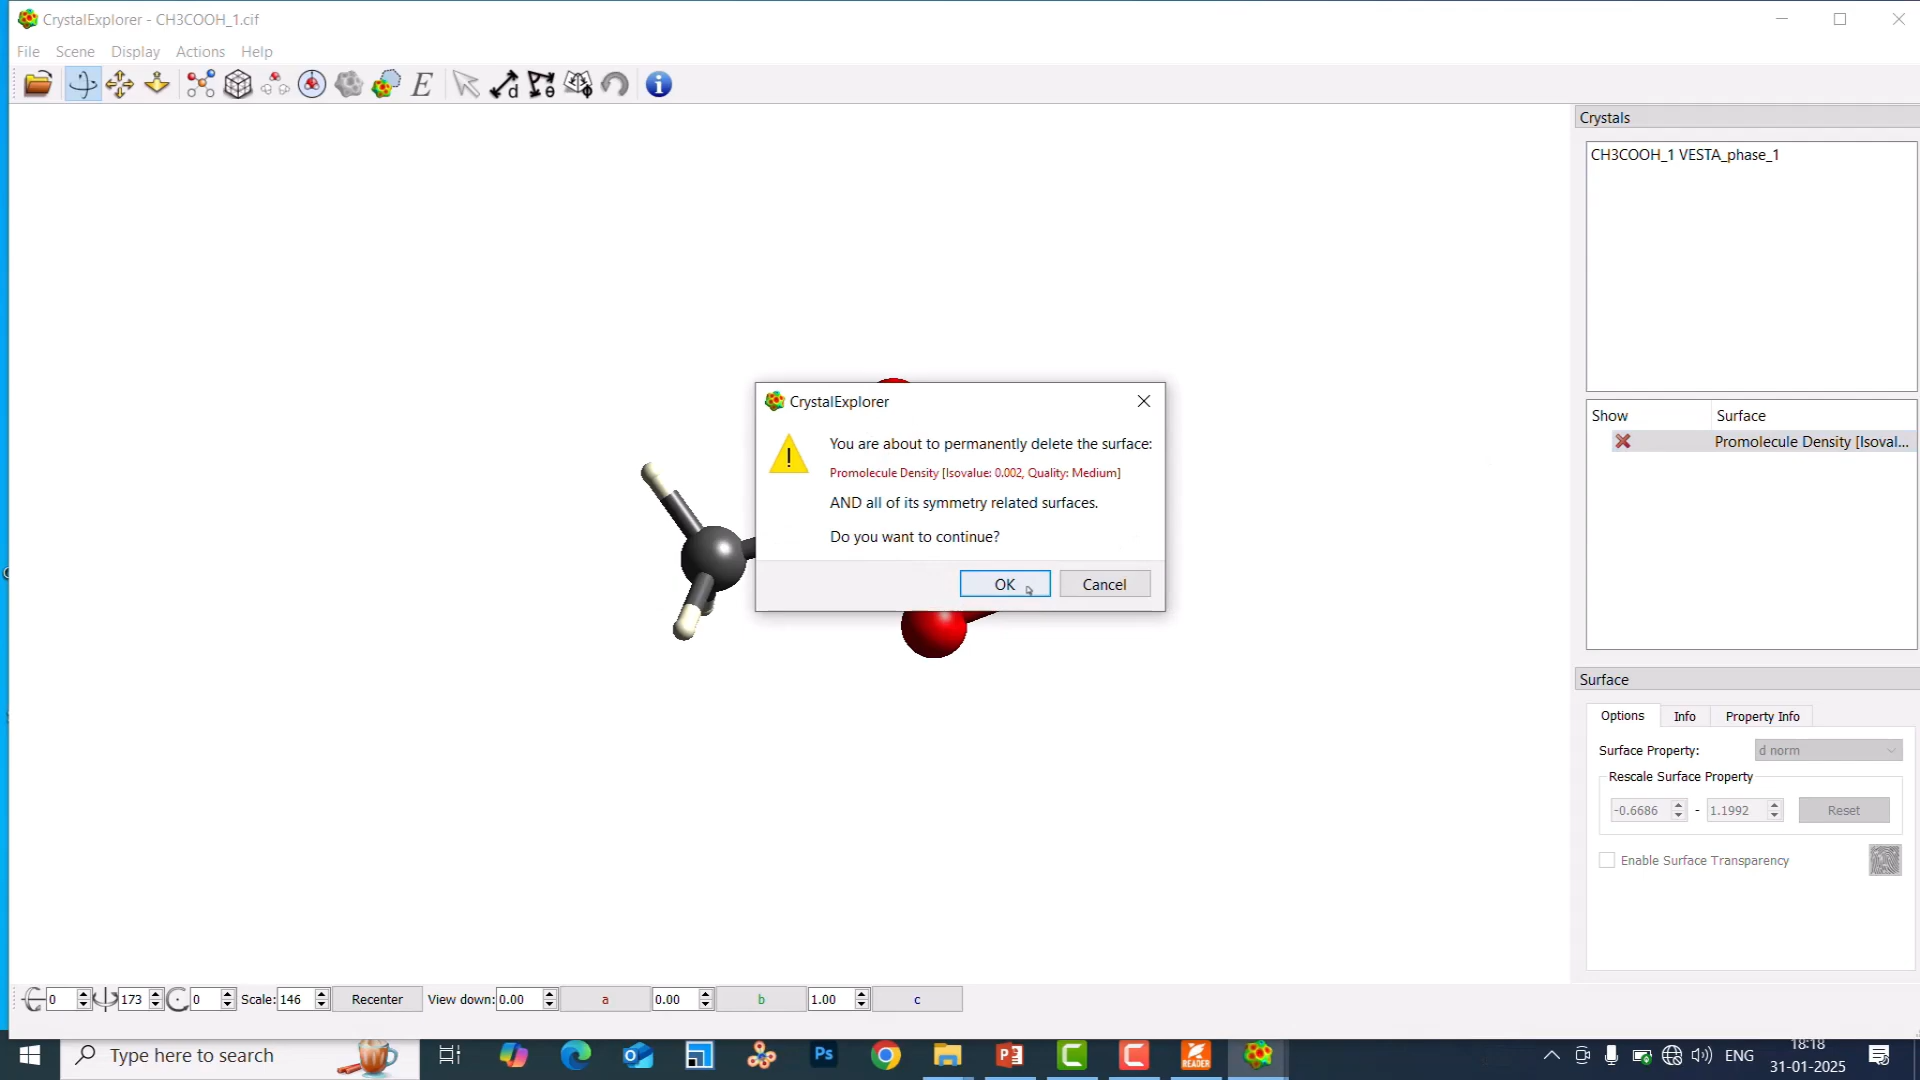 CrystalExplorer - CH3COOH_1.cif
File Scene Display Actions Help
E d θ φ i
Crystals
CH3COOH_1 VESTA_phase_1
Show Surface
Promolecule Density [Isoval...
CrystalExplorer
You are about to permanently delete the surface:
Promolecule Density [Isovalue: 0.002, Quality: Medium]
AND all of its symmetry related surfaces.
Do you want to continue?
OK Cancel
Surface
Options Info Property Info
Surface Property: d norm
Rescale Surface Property
-0.6686 - 1.1992 Reset
Enable Surface Transparency
0 173 0 Scale: 146 Recenter View down: 0.00 a 0.00 b 1.00 c
Type here to search
Ps
READER
ENG
18:18
31-01-2025